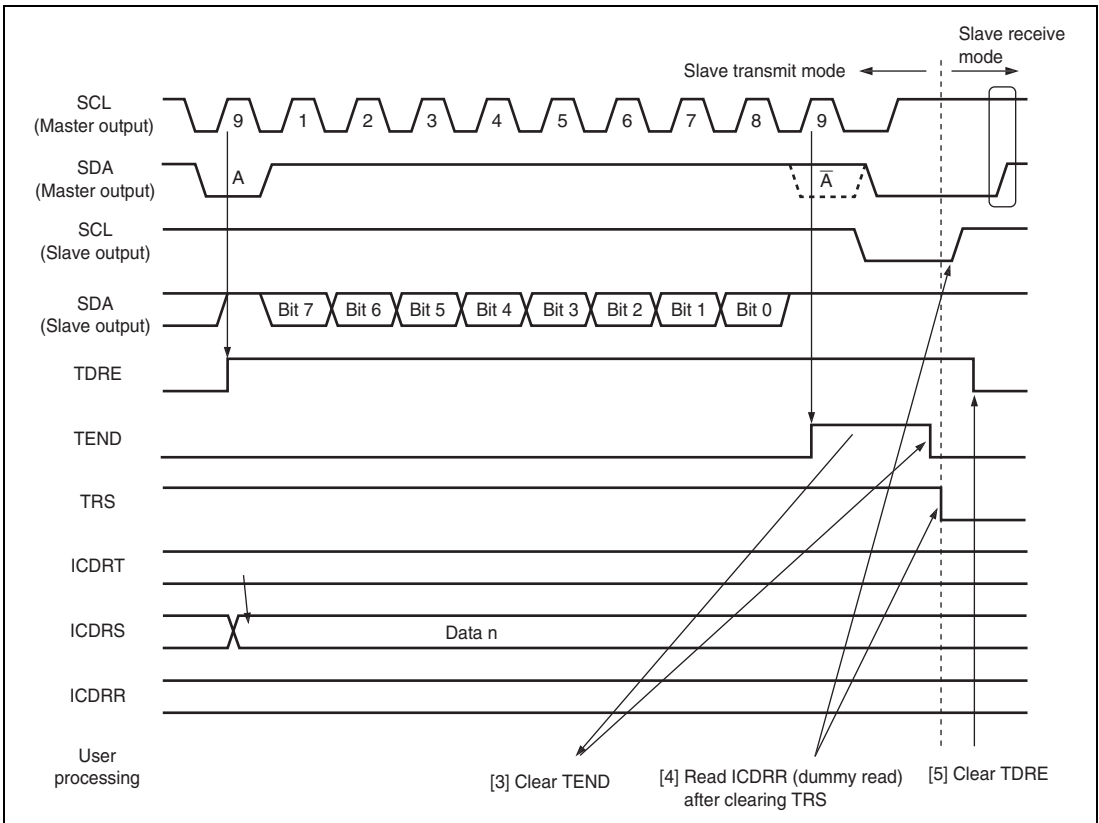 Slave receive
mode
Slave transmit mode
SCL
(Master output)
9 1 2 3 4 5 6 7 8 9
SDA
(Master output)
A A̅
SCL
(Slave output)
SDA
(Slave output)
Bit 7 Bit 6 Bit 5 Bit 4 Bit 3 Bit 2 Bit 1 Bit 0
TDRE
TEND
TRS
ICDRT
ICDRS
Data n
ICDRR
User
processing
[3] Clear TEND
[4] Read ICDRR (dummy read)
after clearing TRS
[5] Clear TDRE